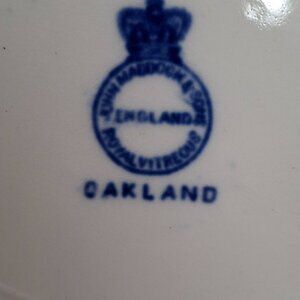 JOHN MADDOCK & SONS
ENGLAND
ROYAL VITREOUS
OAKLAND